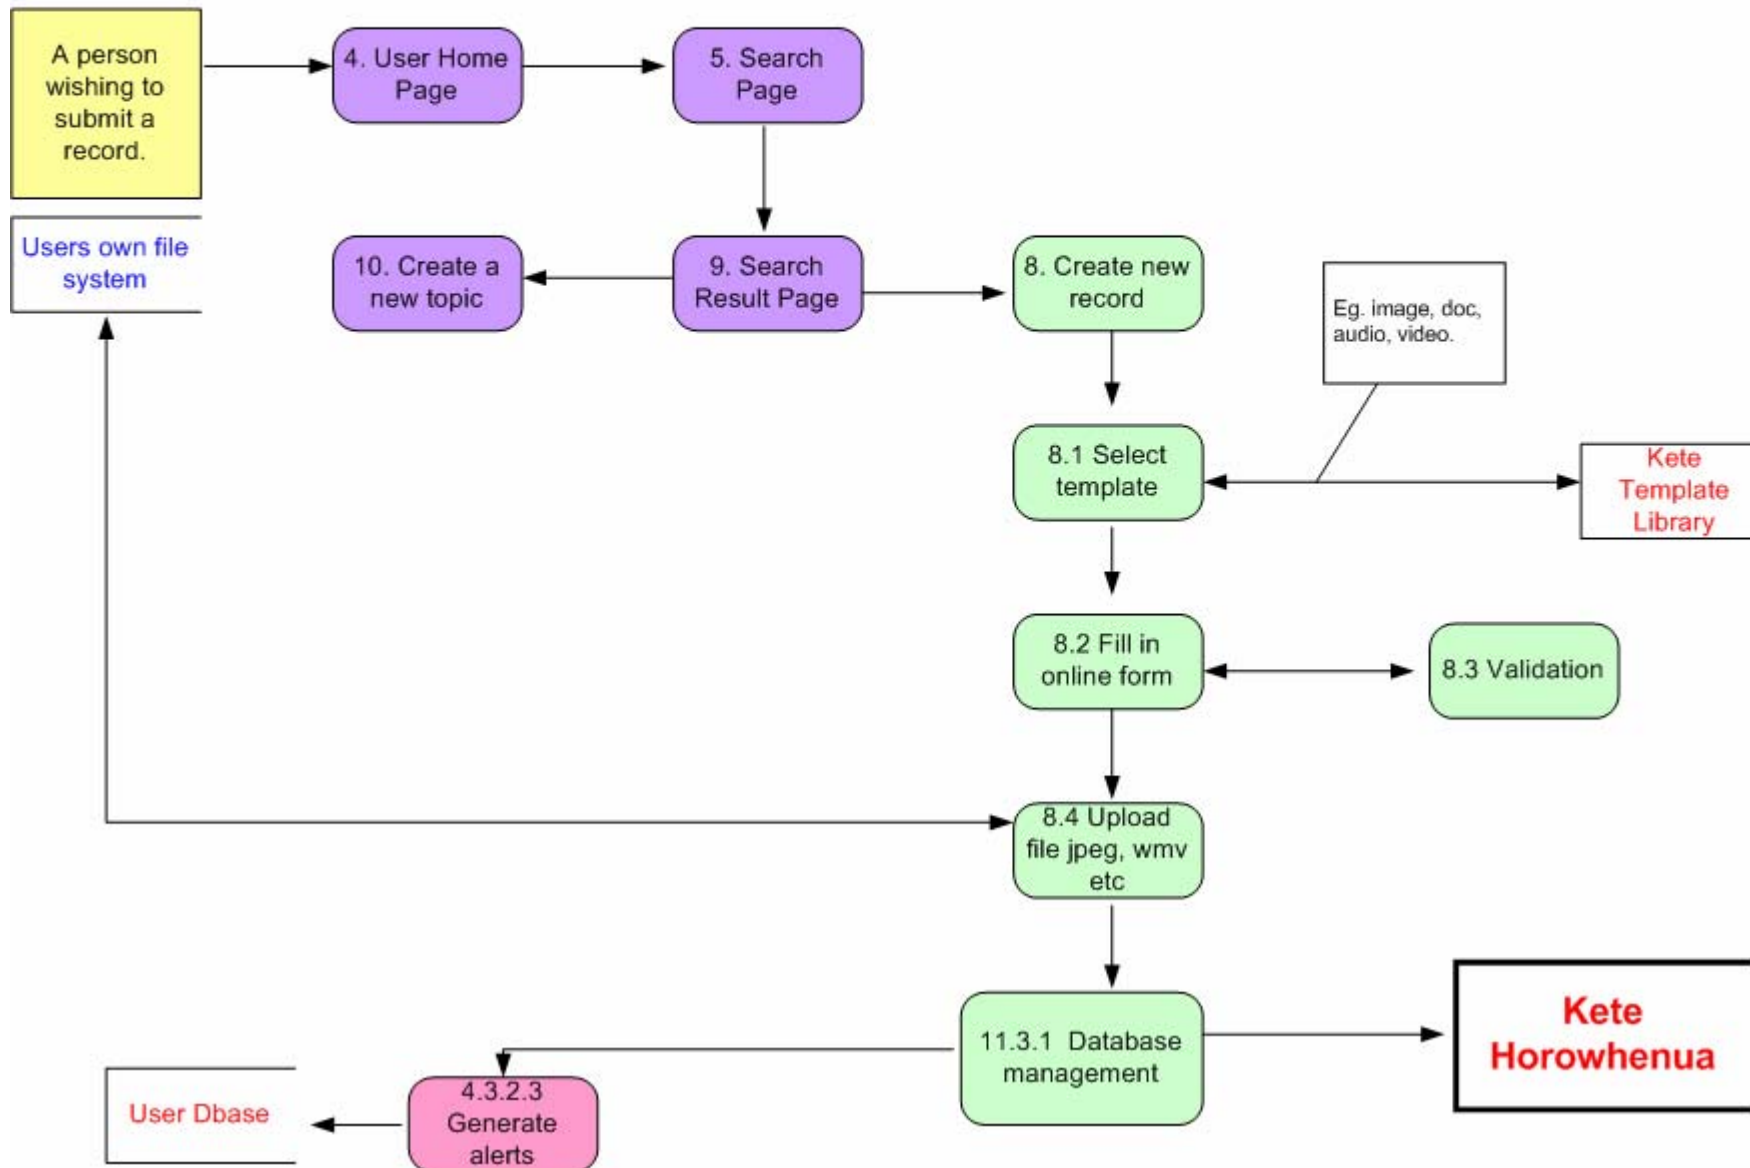 A person
wishing to
submit a
record.
4. User Home
Page
5. Search
Page
Users own file
system
10. Create a
new topic
9. Search
Result Page
8. Create new
record
Eg. image, doc,
audio, video.
8.1 Select
template
Kete
Template
Library
8.2 Fill in
online form
8.3 Validation
8.4 Upload
file jpeg, wmv
etc
11.3.1 Database
management
Kete
Horowhenua
User Dbase
4.3.2.3
Generate
alerts